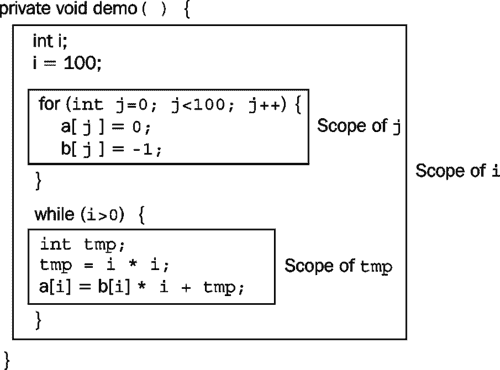 private void demo( ) {
int i;
i = 100;
for (int j=0; j<100; j++) {
a[ j ] = 0;
b[ j ] = -1;
Scope of j
}
Scope of i
while (i>0) {
int tmp;
tmp = i * i;
a[i] = b[i] * i + tmp;
Scope of tmp
}
}